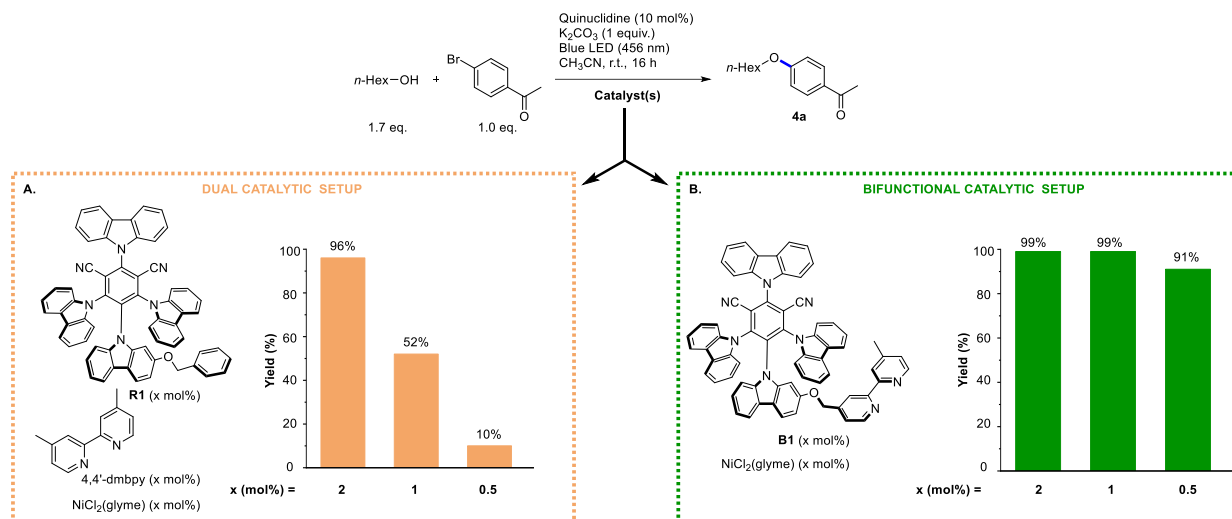 Quinuclidine (10 mol%)
K₂CO₃ (1 equiv.)
Blue LED (456 nm)
CH₃CN, r.t., 16 h
Catalyst(s)
n-Hex–OH
+
Br
O
n-Hex
O
O
1.7 eq.
1.0 eq.
4a
A.
DUAL CATALYTIC SETUP
N
NC
CN
N
N
N
O
R1 (x mol%)
N
N
4,4'-dmbpy (x mol%)
NiCl₂(glyme) (x mol%)
Yield (%)
100
80
60
40
20
0
96%
52%
10%
x (mol%) =
2
1
0.5
B.
BIFUNCTIONAL CATALYTIC SETUP
N
NC
CN
N
N
N
O
N
N
B1 (x mol%)
NiCl₂(glyme) (x mol%)
Yield (%)
100
80
60
40
20
0
99%
99%
91%
x (mol%) =
2
1
0.5